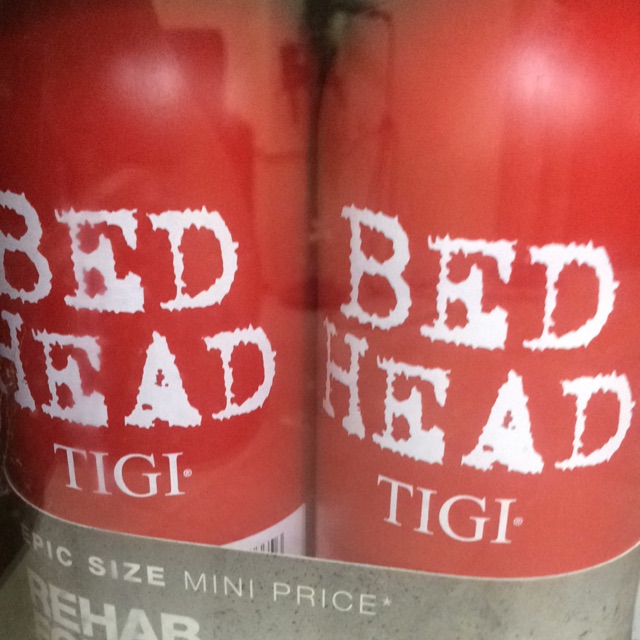 BED
HEAD
TIGI®
BED
HEAD
TIGI®
EPIC SIZE MINI PRICE*
REHAB